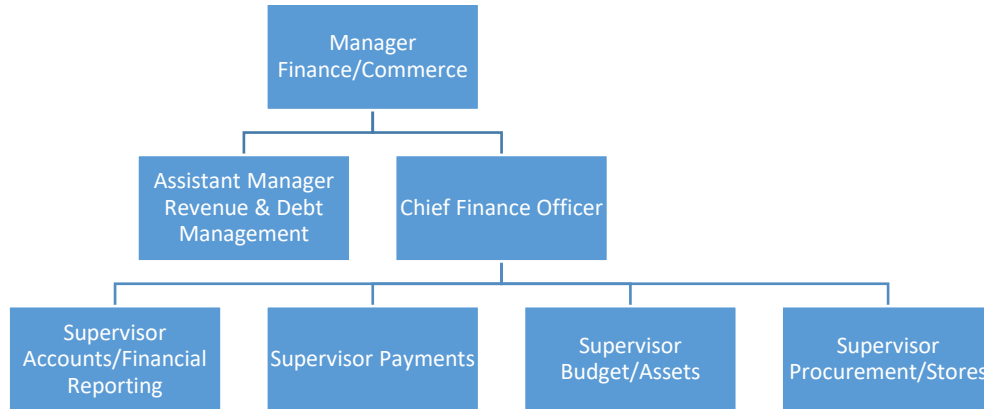 Manager
Finance/Commerce
Assistant Manager
Revenue & Debt
Management
Chief Finance Officer
Supervisor
Accounts/Financial
Reporting
Supervisor Payments
Supervisor
Budget/Assets
Supervisor
Procurement/Stores